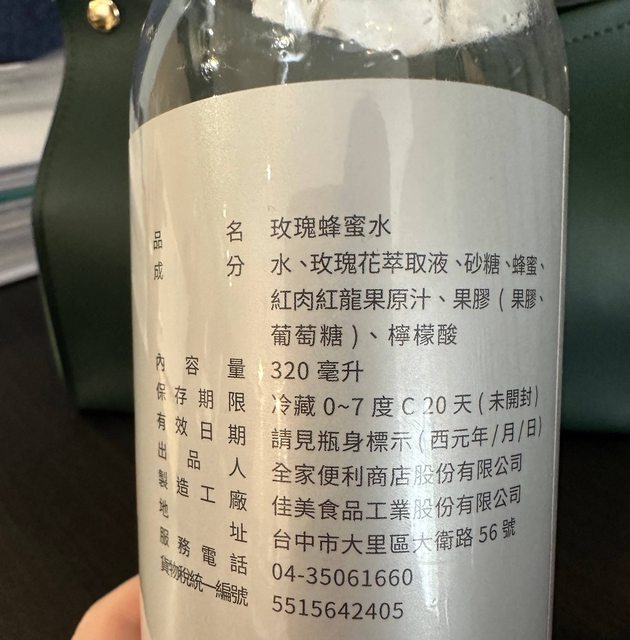 品名 玫瑰蜂蜜水
成分 水、玫瑰花萃取液、砂糖、蜂蜜、
紅肉紅龍果原汁、果膠 ( 果膠、
葡萄糖 )、檸檬酸
內容量 320 毫升
保存期限 冷藏 0~7 度 C 20 天 ( 未開封 )
有效日期 請見瓶身標示 ( 西元年/月/日)
出品人 全家便利商店股份有限公司
製造工廠 佳美食品工業股份有限公司
地址 台中市大里區大衛路 56 號
服務電話 04-35061660
貨物稅統一編號 5515642405